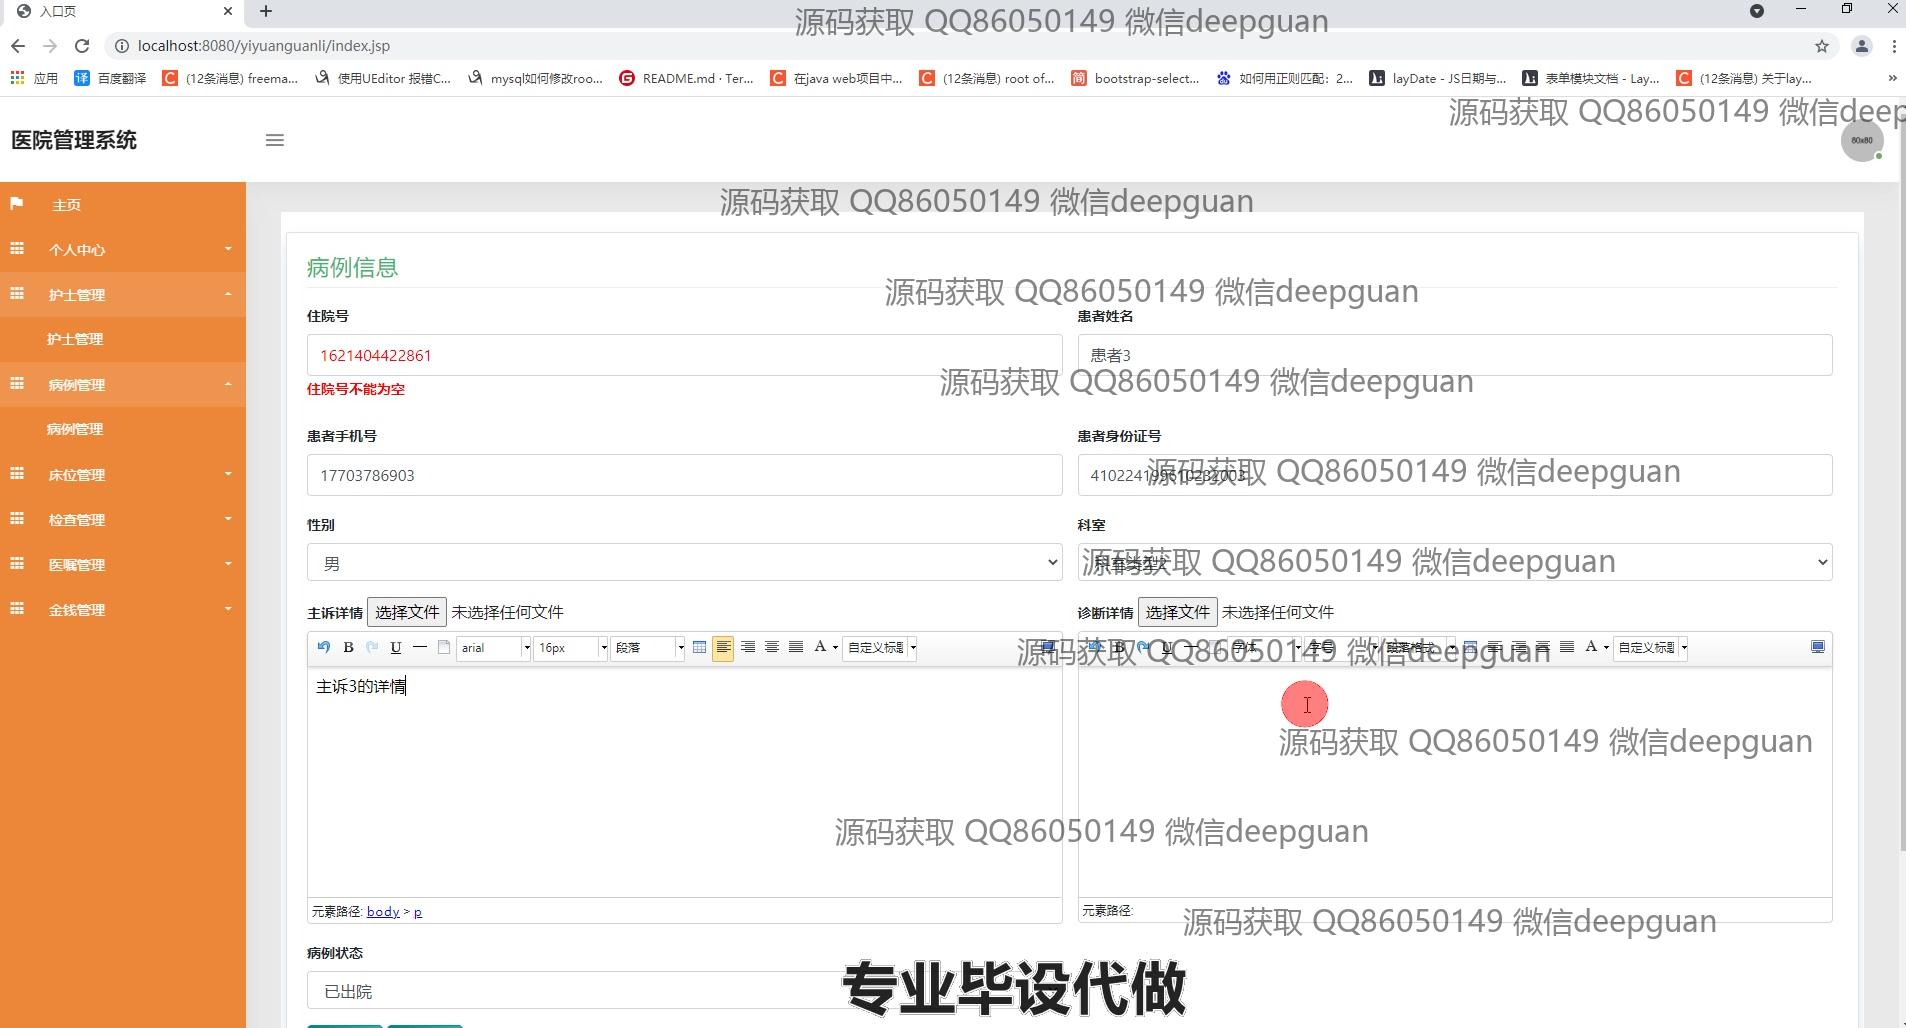 入口页
源码获取 QQ86050149 微信deepguan
localhost:8080/yiyuanguanli/index.jsp
应用 百度翻译 (12条消息) freema... 使用UEditor 报错C... mysql如何修改roo... README.md · Ter... 在java web项目中... (12条消息) root of... bootstrap-select... 如何用正则匹配：2... layDate - JS日期与... 表单模块文档 - Lay... (12条消息) 关于lay...
源码获取 QQ86050149 微信deep
医院管理系统
80x80
主页
源码获取 QQ86050149 微信deepguan
个人中心
病例信息
护士管理
源码获取 QQ86050149 微信deepguan
住院号 患者姓名
护士管理
1621404422861 患者3
病例管理
住院号不能为空
源码获取 QQ86050149 微信deepguan
病例管理
患者手机号 患者身份证号
床位管理
17703786903 410224199610232003
源码获取 QQ86050149 微信deepguan
检查管理
性别 科室
医嘱管理
男 科室类型2
源码获取 QQ86050149 微信deepguan
金钱管理
主诉详情 选择文件 未选择任何文件 诊断详情 选择文件 未选择任何文件
B U arial 16px 段落 A 自定义标题
B U 字体 字号 段落格式 A 自定义标题
源码获取 QQ86050149 微信deepguan
主诉3的详情
源码获取 QQ86050149 微信deepguan
源码获取 QQ86050149 微信deepguan
元素路径: body > p 元素路径:
源码获取 QQ86050149 微信deepguan
病例状态
已出院
专业毕设代做